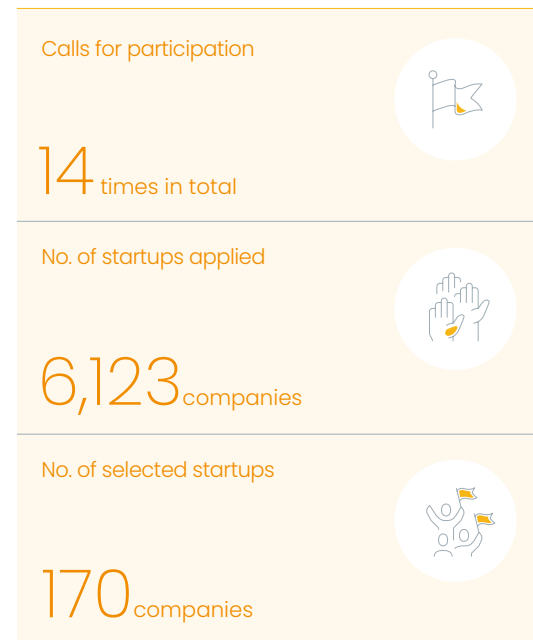 Calls for participation
14 times in total
No. of startups applied
6,123 companies
No. of selected startups
170 companies